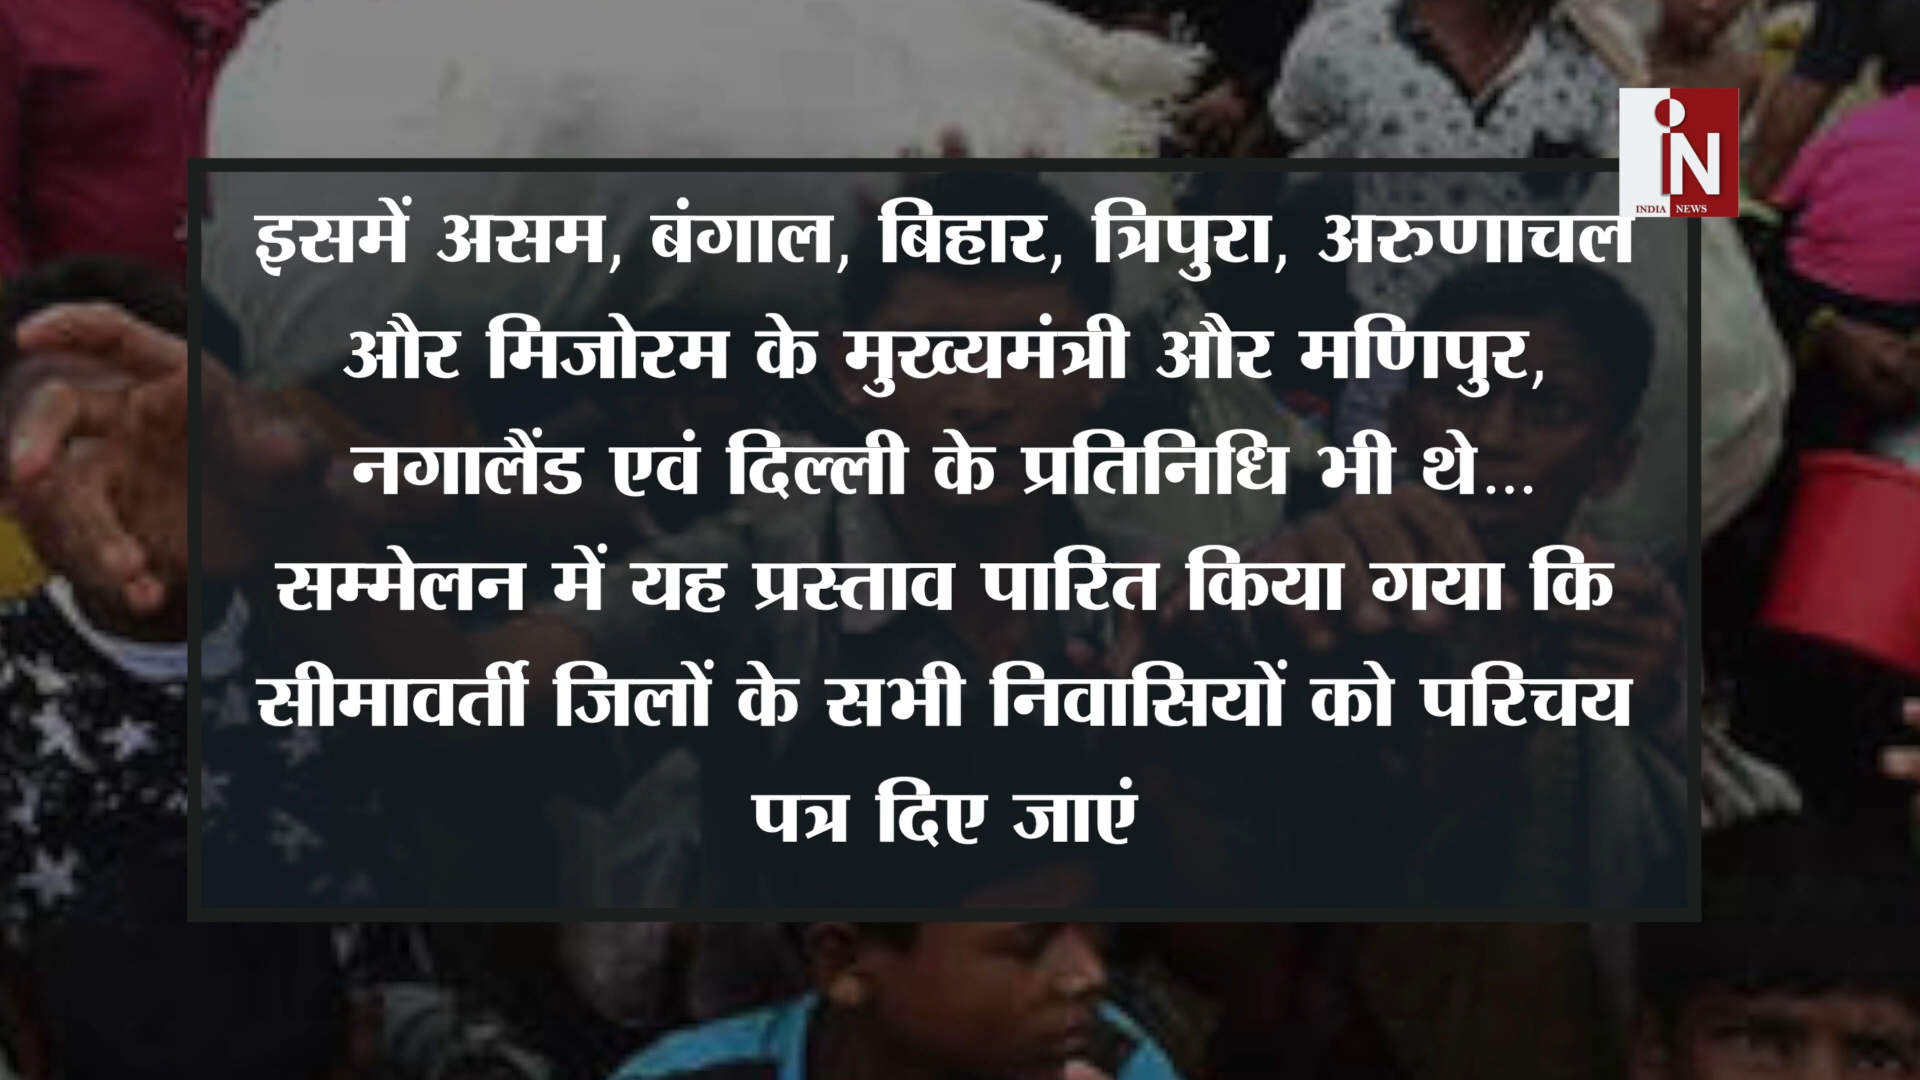 इसमें असम, बंगाल, बिहार, त्रिपुरा, अरुणाचल
और मिजोरम के मुख्यमंत्री और मणिपुर,
नगालैंड एवं दिल्ली के प्रतिनिधि भी थे...
सम्मेलन में यह प्रस्ताव पारित किया गया कि
सीमावर्ती जिलों के सभी निवासियों को परिचय
पत्र दिए जाएं
iN
INDIA NEWS